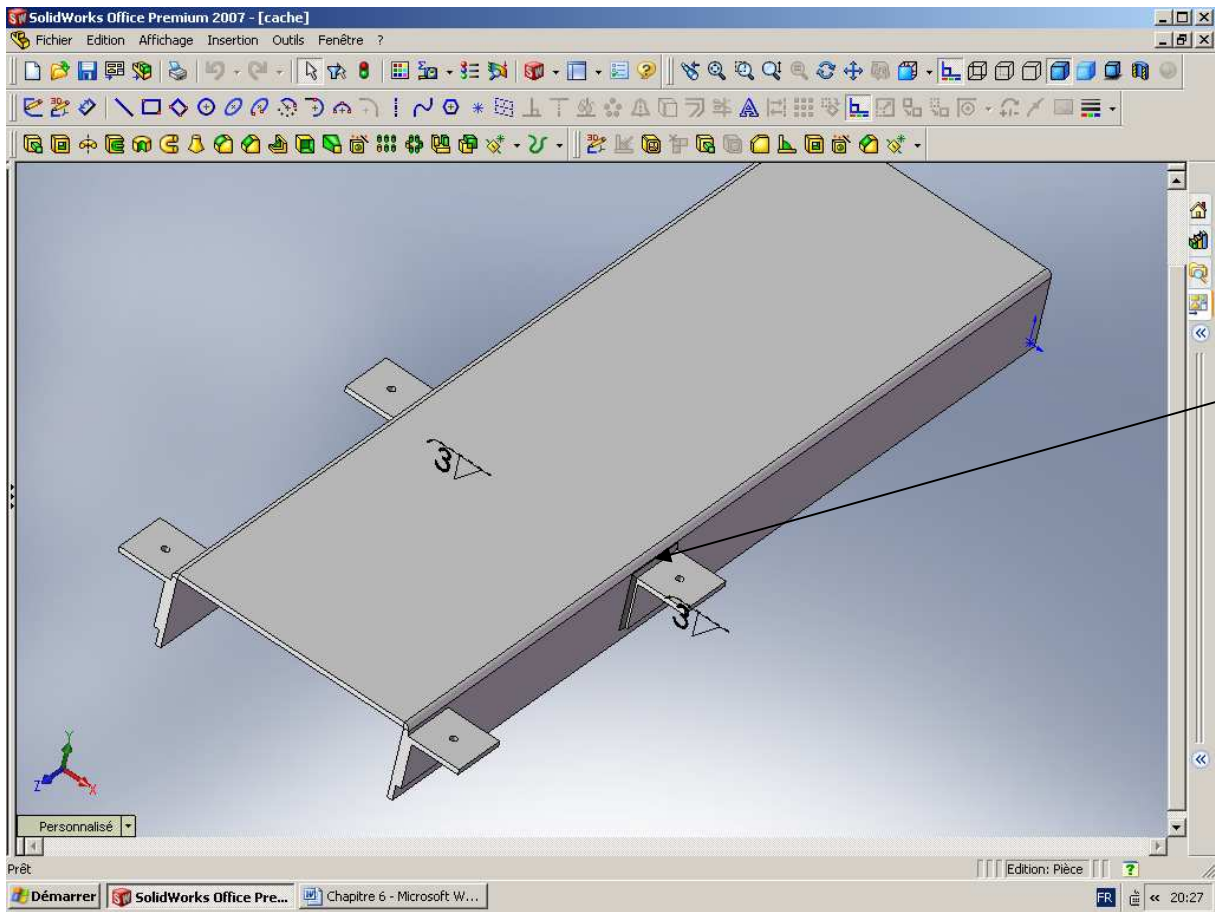 SolidWorks Office Premium 2007 - [cache]
Fichier Edition Affichage Insertion Outils Fenêtre ?
3
3
Y
Z
X
Personnalisé
Prêt
Edition: Pièce
Démarrer SolidWorks Office Pre... Chapitre 6 - Microsoft W... FR « 20:27